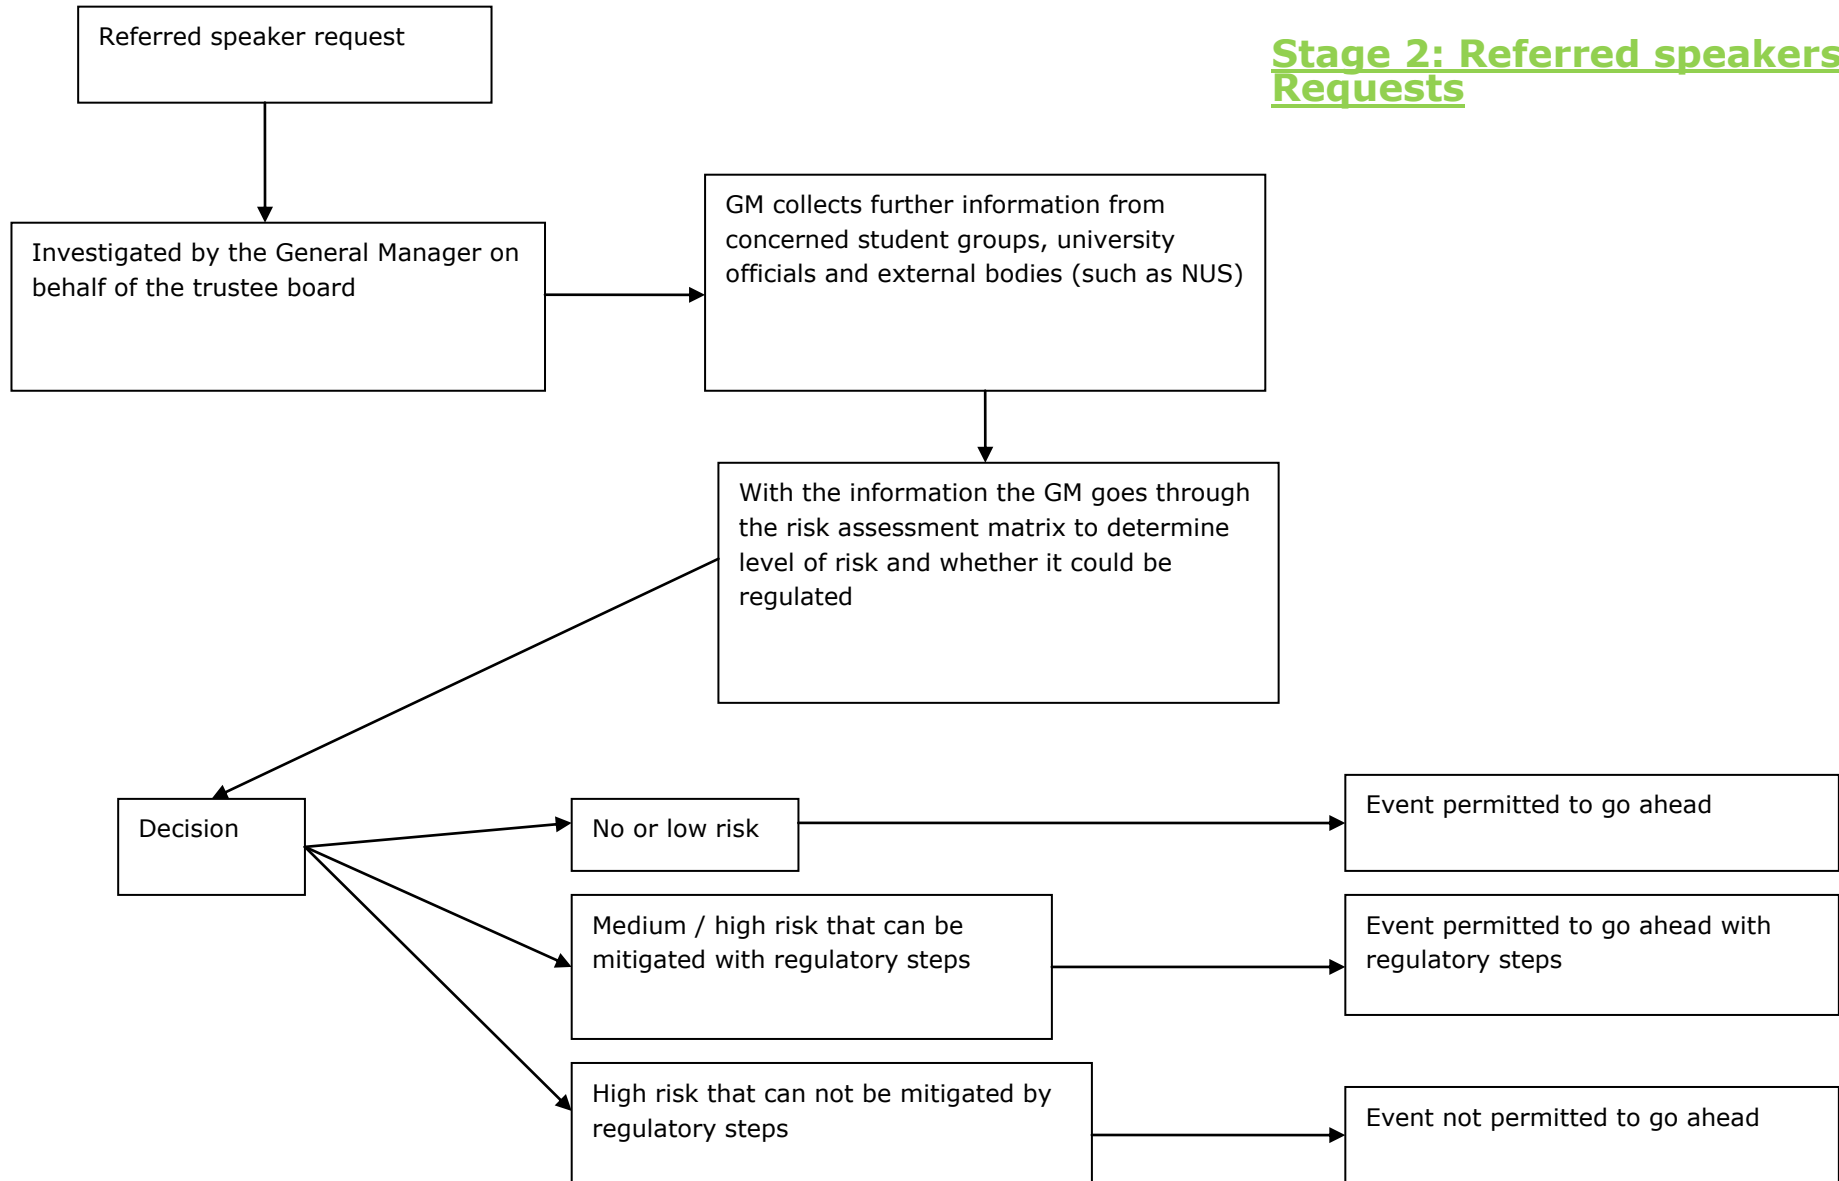 Referred speaker request
Stage 2: Referred speakers
Requests
Investigated by the General Manager on
behalf of the trustee board
GM collects further information from
concerned student groups, university
officials and external bodies (such as NUS)
With the information the GM goes through
the risk assessment matrix to determine
level of risk and whether it could be
regulated
Decision
No or low risk
Event permitted to go ahead
Medium / high risk that can be
mitigated with regulatory steps
Event permitted to go ahead with
regulatory steps
High risk that can not be mitigated by
regulatory steps
Event not permitted to go ahead